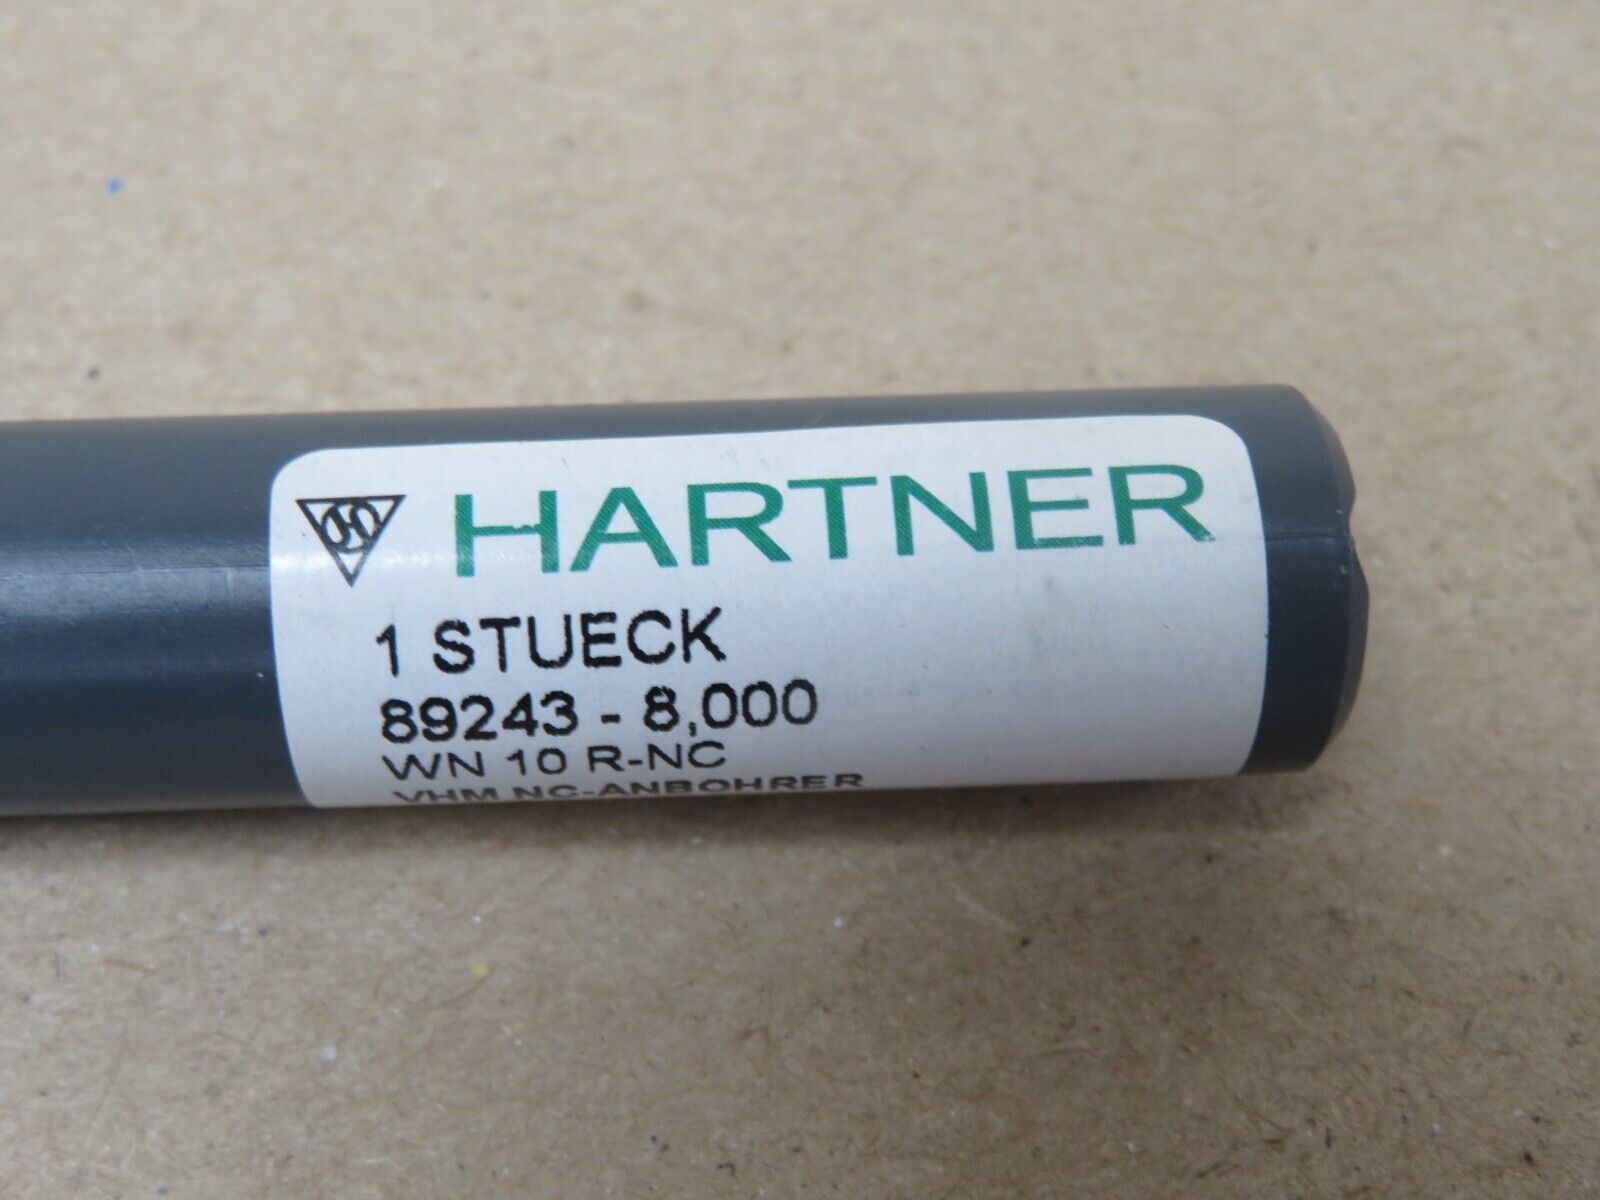 HARTNER
1 STUECK
89243 - 8,000
WN 10 R-NC
VHM NC-ANBOHRER